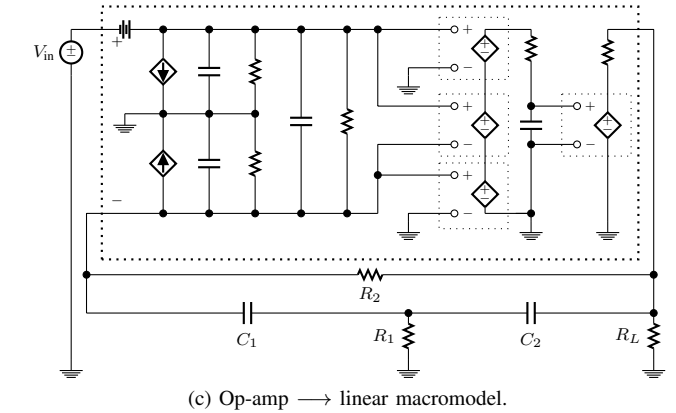 V_in
±
+
−
+
−
+
−
+
−
+
−
+
−
+
−
+
−
+
−
R_2
C_1
R_1
C_2
R_L
(c) Op-amp ⟶ linear macromodel.